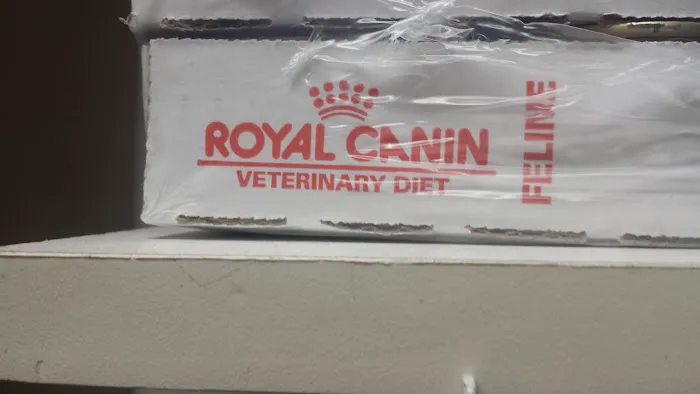 ROYAL CANIN
VETERINARY DIET
FELINE